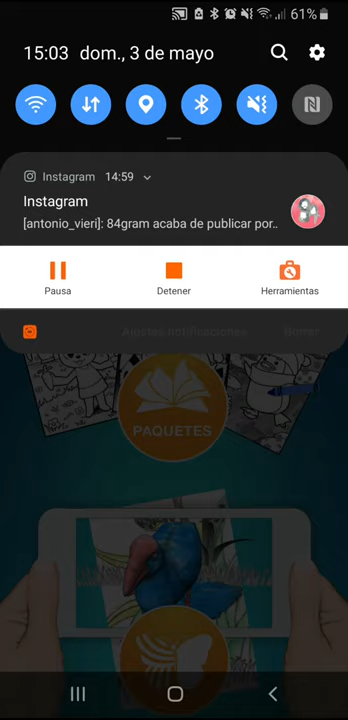 61%
15:03 dom., 3 de mayo
Instagram 14:59
Instagram
[antonio_vieri]: 84gram acaba de publicar por..
Pausa Detener Herramientas
Ajustes notificaciones Borrar
PAQUETES